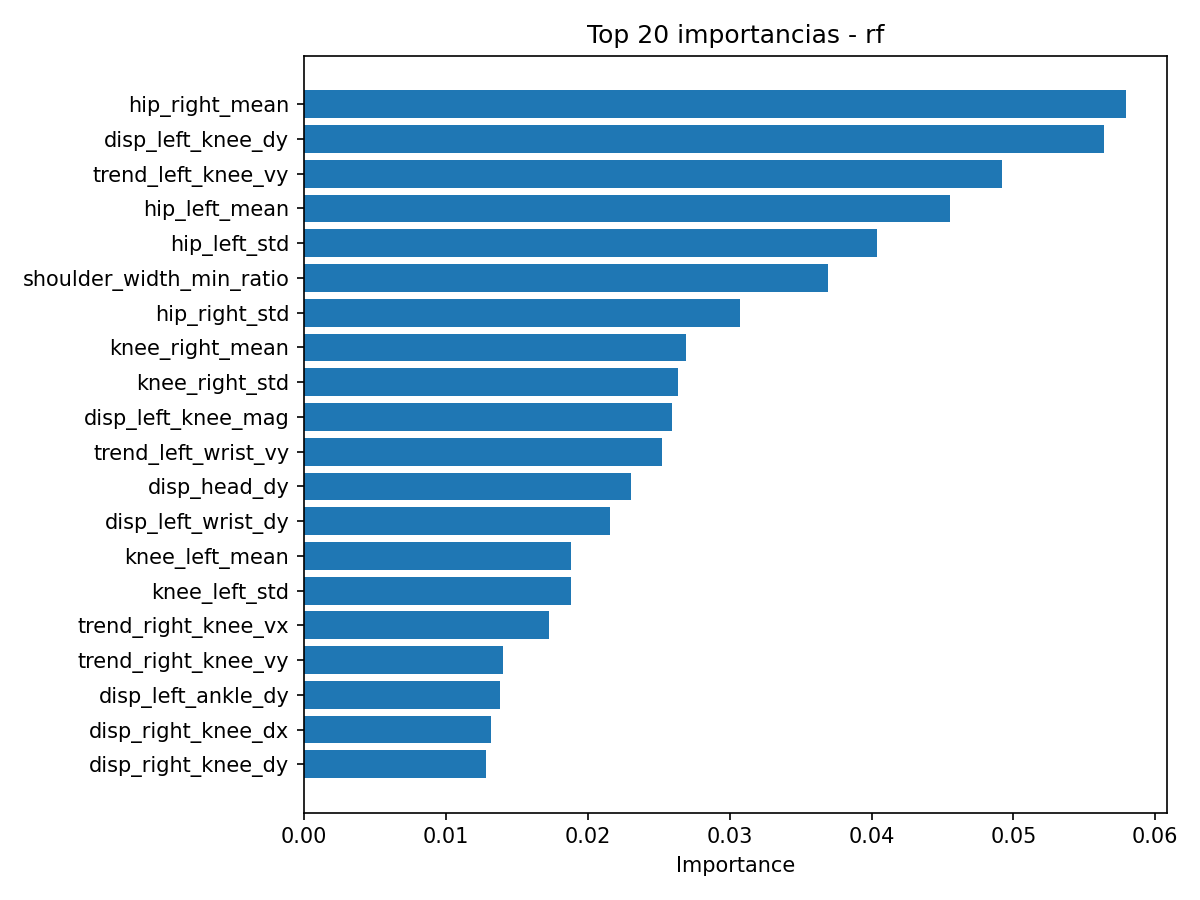 Top 20 importancias - rf
hip_right_mean
disp_left_knee_dy
trend_left_knee_vy
hip_left_mean
hip_left_std
shoulder_width_min_ratio
hip_right_std
knee_right_mean
knee_right_std
disp_left_knee_mag
trend_left_wrist_vy
disp_head_dy
disp_left_wrist_dy
knee_left_mean
knee_left_std
trend_right_knee_vx
trend_right_knee_vy
disp_left_ankle_dy
disp_right_knee_dx
disp_right_knee_dy
0.00 0.01 0.02 0.03 0.04 0.05 0.06
Importance